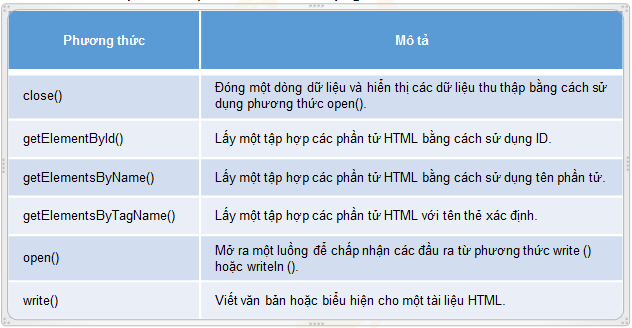 Phương thức
Mô tả
close()
Đóng một dòng dữ liệu và hiển thị các dữ liệu thu thập bằng cách sử
dụng phương thức open().
getElementById()
Lấy một tập hợp các phần tử HTML bằng cách sử dụng ID.
getElementsByName()
Lấy một tập hợp các phần tử HTML bằng cách sử dụng tên phần tử.
getElementsByTagName()
Lấy một tập hợp các phần tử HTML với tên thẻ xác định.
open()
Mở ra một luồng để chấp nhận các đầu ra từ phương thức write ()
hoặc writeln ().
write()
Viết văn bản hoặc biểu hiện cho một tài liệu HTML.